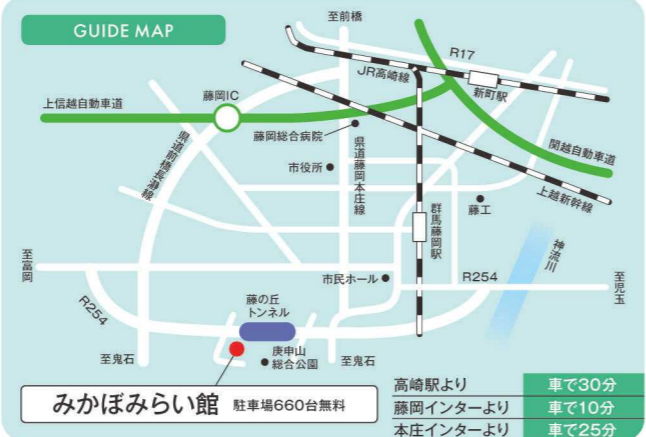 GUIDE MAP
至前橋
R17
JR高崎線
新町駅
藤岡IC
上信越自動車道
関越自動車道
藤岡総合病院
県道前橋長瀞線
県道藤岡本庄線
市役所
上越新幹線
藤工
群馬藤岡駅
神流川
至富岡
市民ホール
R254
至児玉
R254
藤の丘
トンネル
庚申山
総合公園
至鬼石
至鬼石
みかぼみらい館 駐車場660台無料
高崎駅より 車で30分
藤岡インターより 車で10分
本庄インターより 車で25分